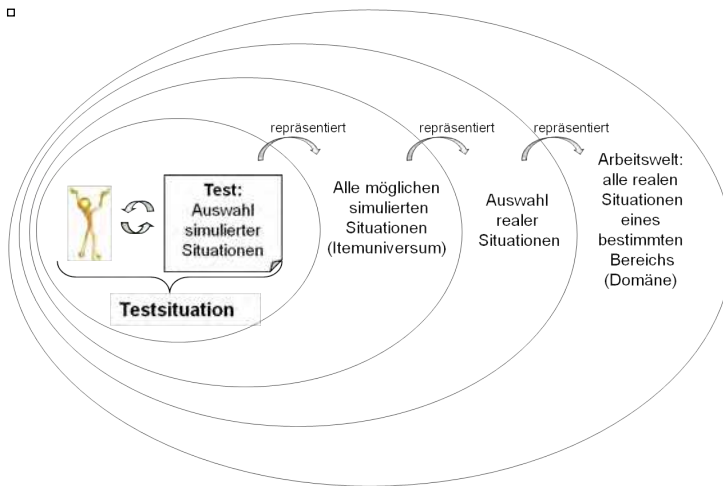 repräsentiert
repräsentiert
repräsentiert
Test:
Auswahl
simulierter
Situationen
Testsituation
Alle möglichen
simulierten
Situationen
(Itemuniversum)
Auswahl
realer
Situationen
Arbeitswelt:
alle realen
Situationen
eines
bestimmten
Bereichs
(Domäne)